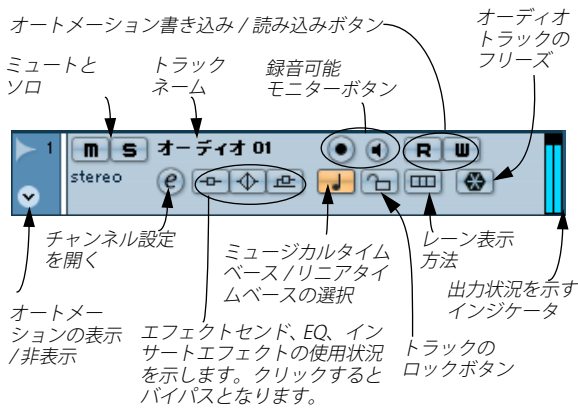 オートメーション書き込み / 読み込みボタン
オーディオ
トラックの
フリーズ
ミュートと
ソロ
トラック
ネーム
録音可能
モニターボタン
1
m S オーディオ 01 R W
stereo e
チャンネル設定
を開く
ミュージカルタイム
ベース / リニアタイ
ムベースの選択
レーン表示
方法
出力状況を示す
インジケータ
オートメー
ションの表示
/ 非表示
エフェクトセンド、EQ、イン
サートエフェクトの使用状況
を示します。クリックすると
バイパスとなります。
トラックの
ロックボタン